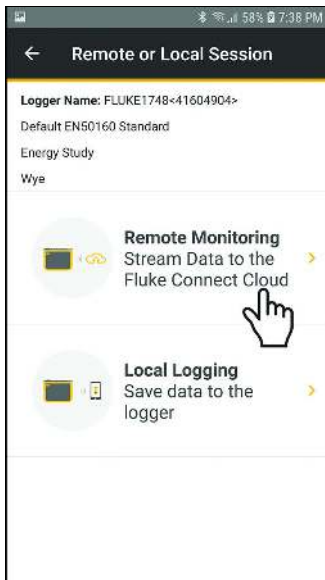 58% 7:38 PM
Remote or Local Session
Logger Name: FLUKE1748<41604904>
Default EN50160 Standard
Energy Study
Wye
Remote Monitoring
Stream Data to the
Fluke Connect Cloud
Local Logging
Save data to the
logger